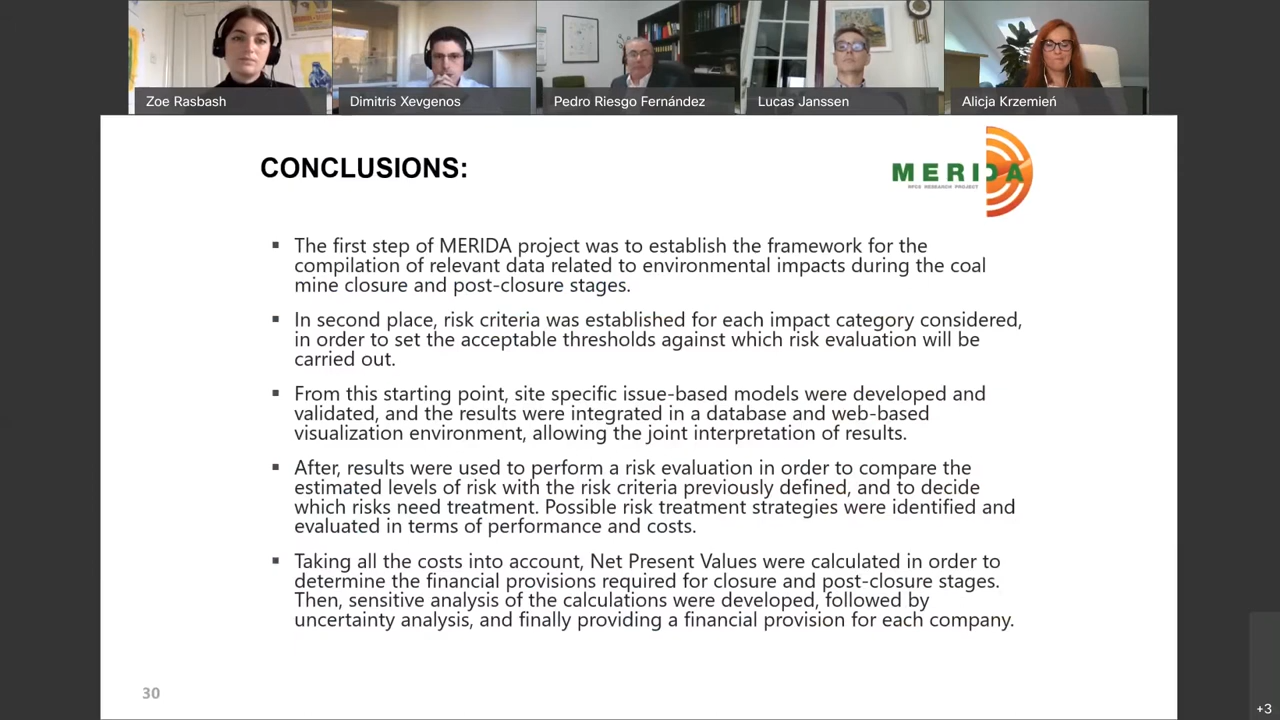 Zoe Rasbash
Dimitris Xevgenos
Pedro Riesgo Fernández
Lucas Janssen
Alicja Krzemień
CONCLUSIONS:
MERIDA
RFCS RESEARCH PROJECT
▪ The first step of MERIDA project was to establish the framework for the
compilation of relevant data related to environmental impacts during the coal
mine closure and post-closure stages.
▪ In second place, risk criteria was established for each impact category considered,
in order to set the acceptable thresholds against which risk evaluation will be
carried out.
▪ From this starting point, site specific issue-based models were developed and
validated, and the results were integrated in a database and web-based
visualization environment, allowing the joint interpretation of results.
▪ After, results were used to perform a risk evaluation in order to compare the
estimated levels of risk with the risk criteria previously defined, and to decide
which risks need treatment. Possible risk treatment strategies were identified and
evaluated in terms of performance and costs.
▪ Taking all the costs into account, Net Present Values were calculated in order to
determine the financial provisions required for closure and post-closure stages.
Then, sensitive analysis of the calculations were developed, followed by
uncertainty analysis, and finally providing a financial provision for each company.
30
+3